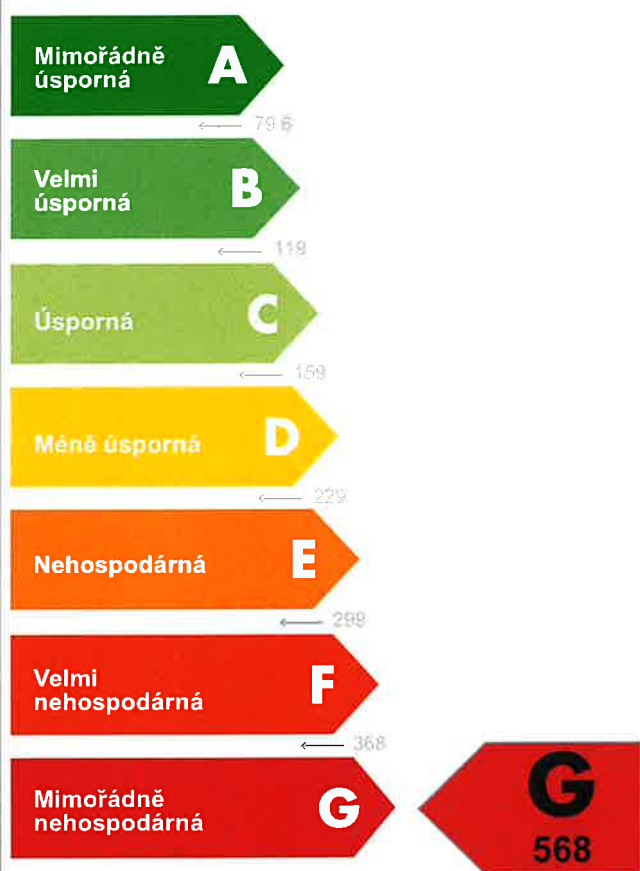 Mimořádně
úsporná
A
79.6
Velmi
úsporná
B
119
Úsporná
C
159
Méně úsporná
D
229
Nehospodárná
E
299
Velmi
nehospodárná
F
368
Mimořádně
nehospodárná
G
G
568